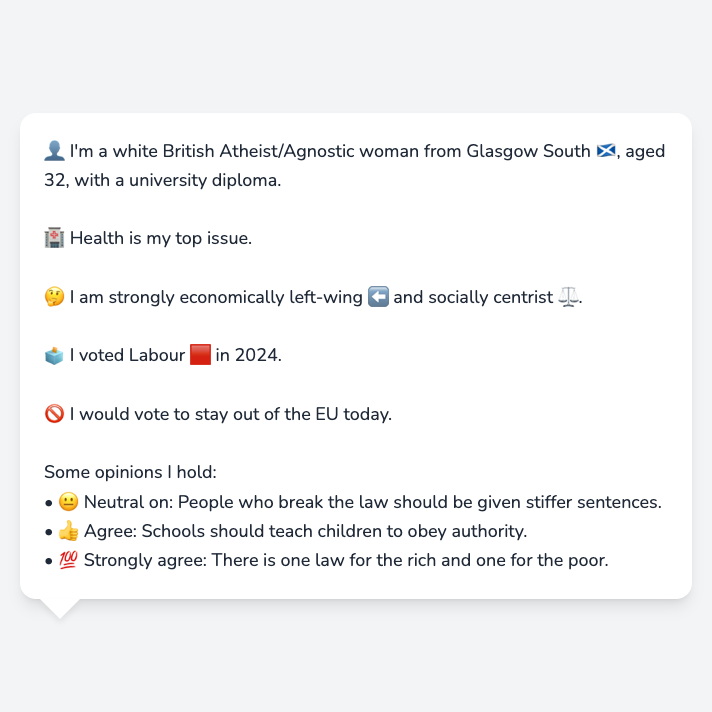 👤 I'm a white British Atheist/Agnostic woman from Glasgow South 🏴󠁧󠁢󠁳󠁣󠁴󠁿, aged
32, with a university diploma.
🏥 Health is my top issue.
🤔 I am strongly economically left-wing ⬅️ and socially centrist ⚖️.
🗳️ I voted Labour 🟥 in 2024.
🚫 I would vote to stay out of the EU today.
Some opinions I hold:
• 😐 Neutral on: People who break the law should be given stiffer sentences.
• 👍 Agree: Schools should teach children to obey authority.
• 💯 Strongly agree: There is one law for the rich and one for the poor.